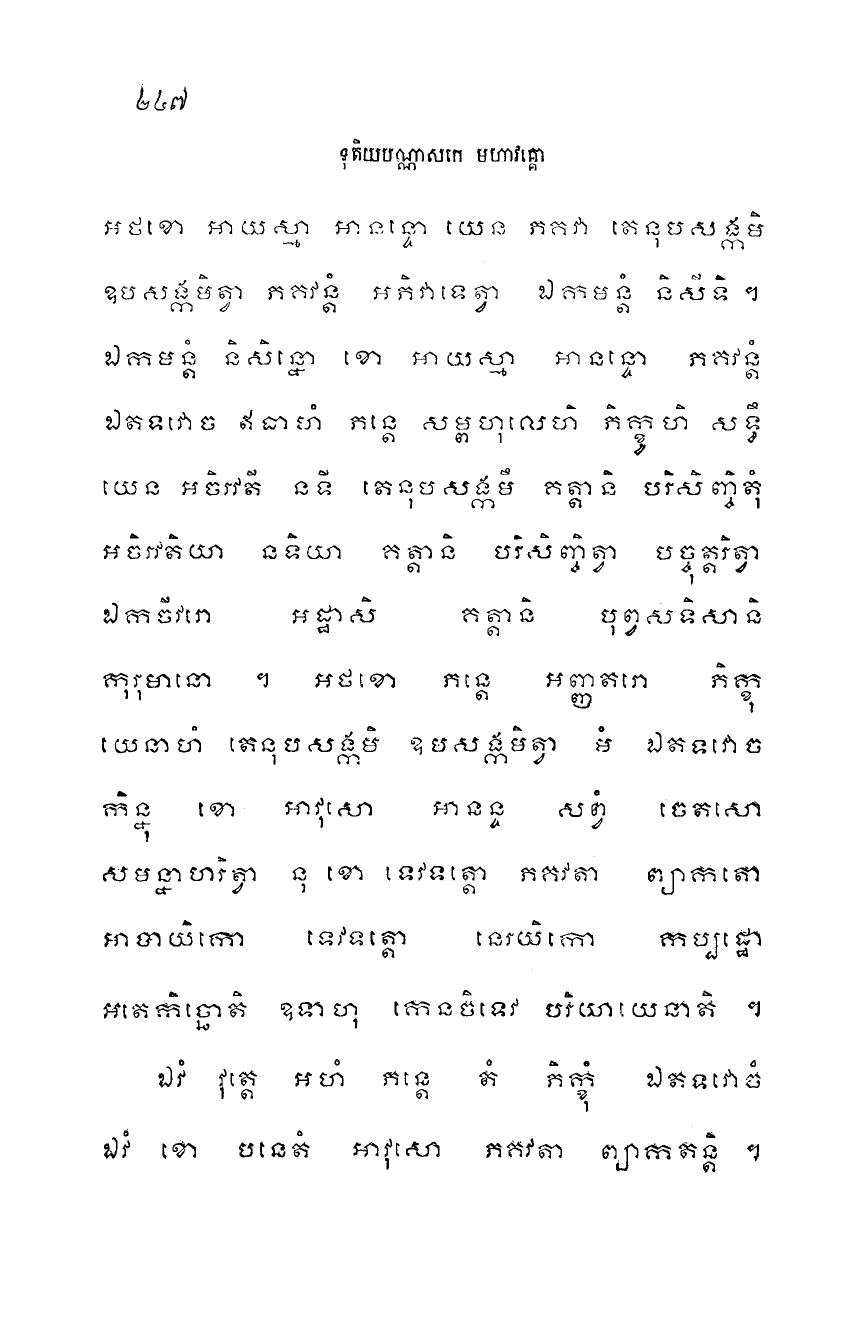 ២៤៧
ទុតិយបណ្ណាសកេ មហាវគ្គោ
អថខោ អាយស្មា អានន្ទោ យេន ភគវា តេនុបសង្កមិ
ឧបសង្កមិត្វា ភគវន្តំ អភិវាទេត្វា ឯកមន្តំ និសីទិ ។
ឯកមន្តំ និសិន្នោ ខោ អាយស្មា អានន្ទោ ភគវន្តំ
ឯតទវោច ឥធាហំ ភន្តេ សម្ពហុលេហិ ភិក្ខូហិ សទ្ធឹ
យេន អចិរវតី នទី តេនុបសង្កមឹ គត្តានិ បរិសិញ្ចិតុំ
អចិរវតិយា នទិយា គត្តានិ បរិសិញ្ចិត្វា បច្ចុត្តរិត្វា
ឯកចីវរោ អដ្ឋាសិ គត្តានិ បុព្វសទិសានិ
កុរុមានោ ។ អថខោ ភន្តេ អញ្ញតរោ ភិក្ខុ
យេនាហំ តេនុបសង្កមិ ឧបសង្កមិត្វា មំ ឯតទវោច
កិន្នុ ខោ អាវុសោ អានន្ទ សព្វំ ចេតសោ
សមន្នាហរិត្វា នុ ខោ ទេវទត្តោ ភគវតា ព្យាកតោ
អាបាយិកោ ទេវទត្តោ នេរយិកោ កប្បដ្ឋោ
អតេកិច្ឆោតិ ឧទាហុ កេនចិទេវ បរិយាយេនាតិ ។
ឯវំ វុត្តេ អហំ ភន្តេ តំ ភិក្ខុំ ឯតទវោចំ
ឯវំ ខោ បនេតំ អាវុសោ ភគវតា ព្យាកតន្តិ ។